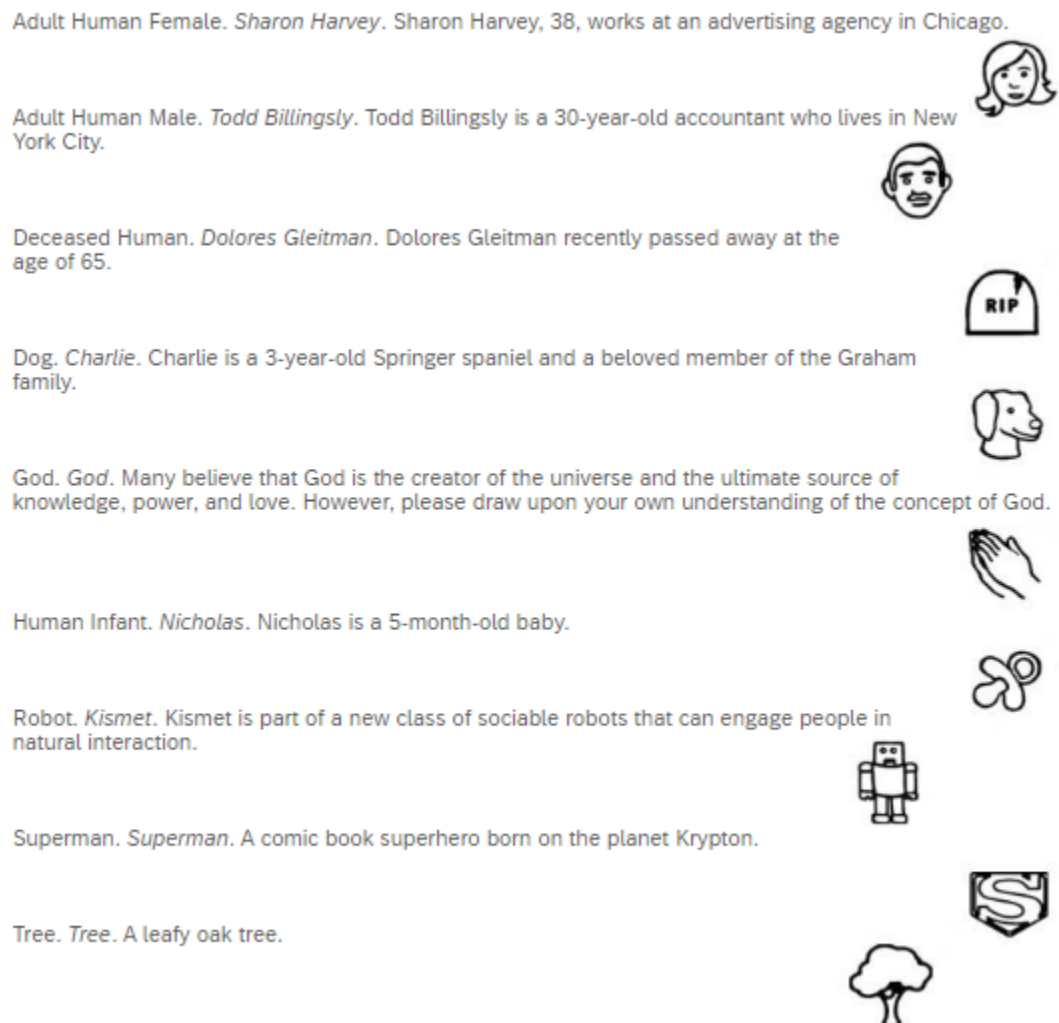 Adult Human Female. Sharon Harvey. Sharon Harvey, 38, works at an advertising agency in Chicago.
Adult Human Male. Todd Billingsly. Todd Billingsly is a 30-year-old accountant who lives in New
York City.
Deceased Human. Dolores Gleitman. Dolores Gleitman recently passed away at the
age of 65.
RIP
Dog. Charlie. Charlie is a 3-year-old Springer spaniel and a beloved member of the Graham
family.
God. God. Many believe that God is the creator of the universe and the ultimate source of
knowledge, power, and love. However, please draw upon your own understanding of the concept of God.
Human Infant. Nicholas. Nicholas is a 5-month-old baby.
Robot. Kismet. Kismet is part of a new class of sociable robots that can engage people in
natural interaction.
Superman. Superman. A comic book superhero born on the planet Krypton.
S
Tree. Tree. A leafy oak tree.